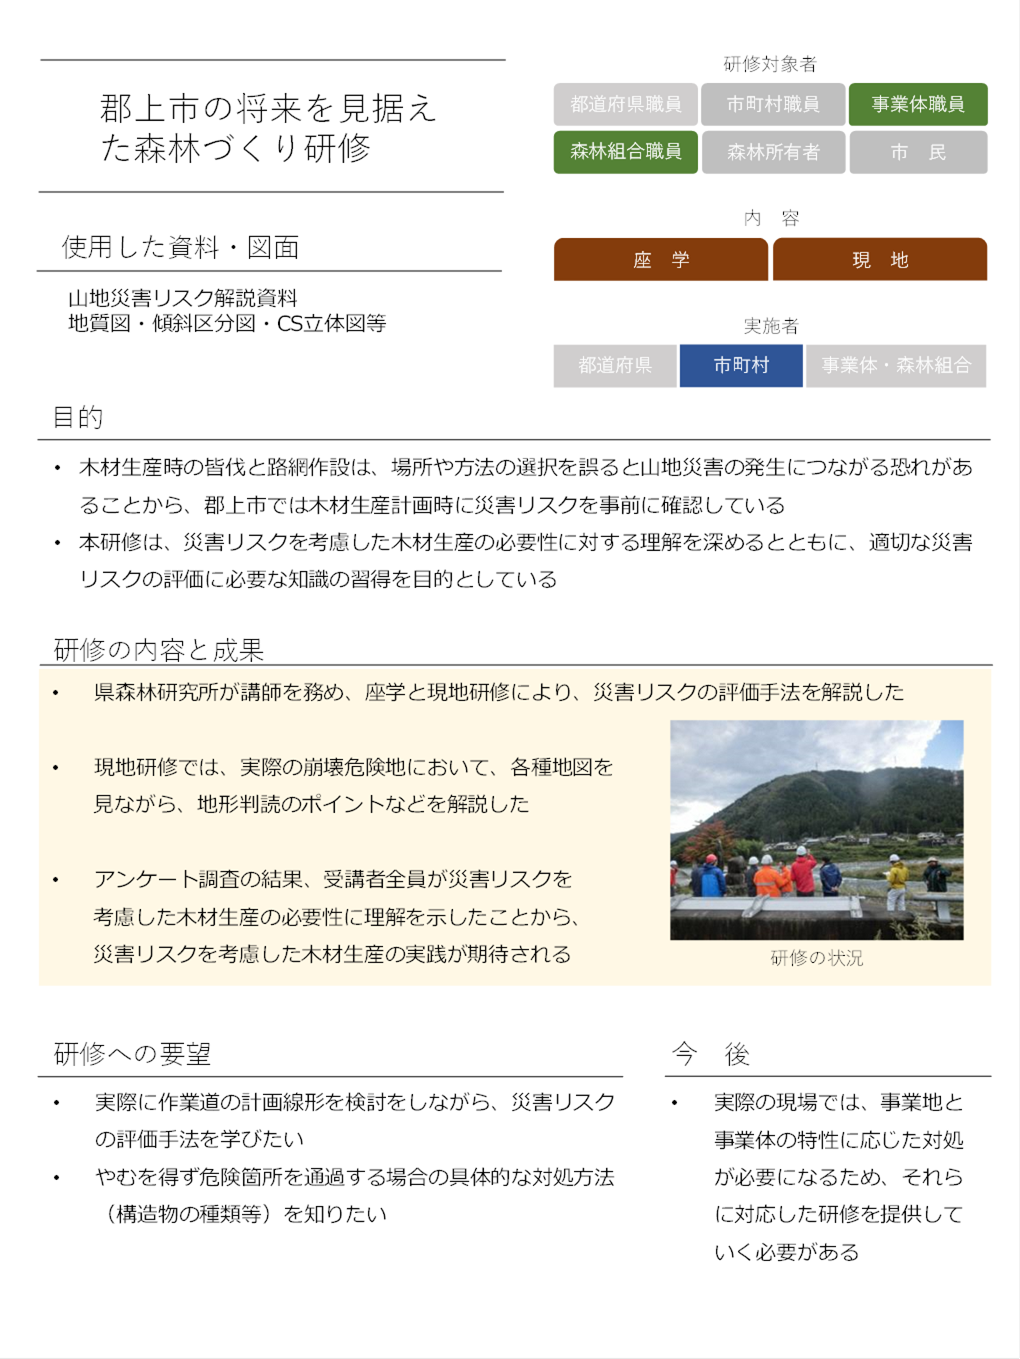 郡上市の将来を見据え
た森林づくり研修
研修対象者
都道府県職員 市町村職員 事業体職員
森林組合職員 森林所有者 市　民
内　容
座　学 現　地
実施者
都道府県 市町村 事業体・森林組合
使用した資料・図面
山地災害リスク解説資料
地質図・傾斜区分図・CS立体図等
目的
• 木材生産時の皆伐と路網作設は、場所や方法の選択を誤ると山地災害の発生につながる恐れがあ
ることから、郡上市では木材生産計画時に災害リスクを事前に確認している
• 本研修は、災害リスクを考慮した木材生産の必要性に対する理解を深めるとともに、適切な災害
リスクの評価に必要な知識の習得を目的としている
研修の内容と成果
• 県森林研究所が講師を務め、座学と現地研修により、災害リスクの評価手法を解説した
• 現地研修では、実際の崩壊危険地において、各種地図を
見ながら、地形判読のポイントなどを解説した
• アンケート調査の結果、受講者全員が災害リスクを
考慮した木材生産の必要性に理解を示したことから、
災害リスクを考慮した木材生産の実践が期待される
研修の状況
研修への要望
• 実際に作業道の計画線形を検討をしながら、災害リスク
の評価手法を学びたい
• やむを得ず危険箇所を通過する場合の具体的な対処方法
（構造物の種類等）を知りたい
今　後
• 実際の現場では、事業地と
事業体の特性に応じた対処
が必要になるため、それら
に対応した研修を提供して
いく必要がある